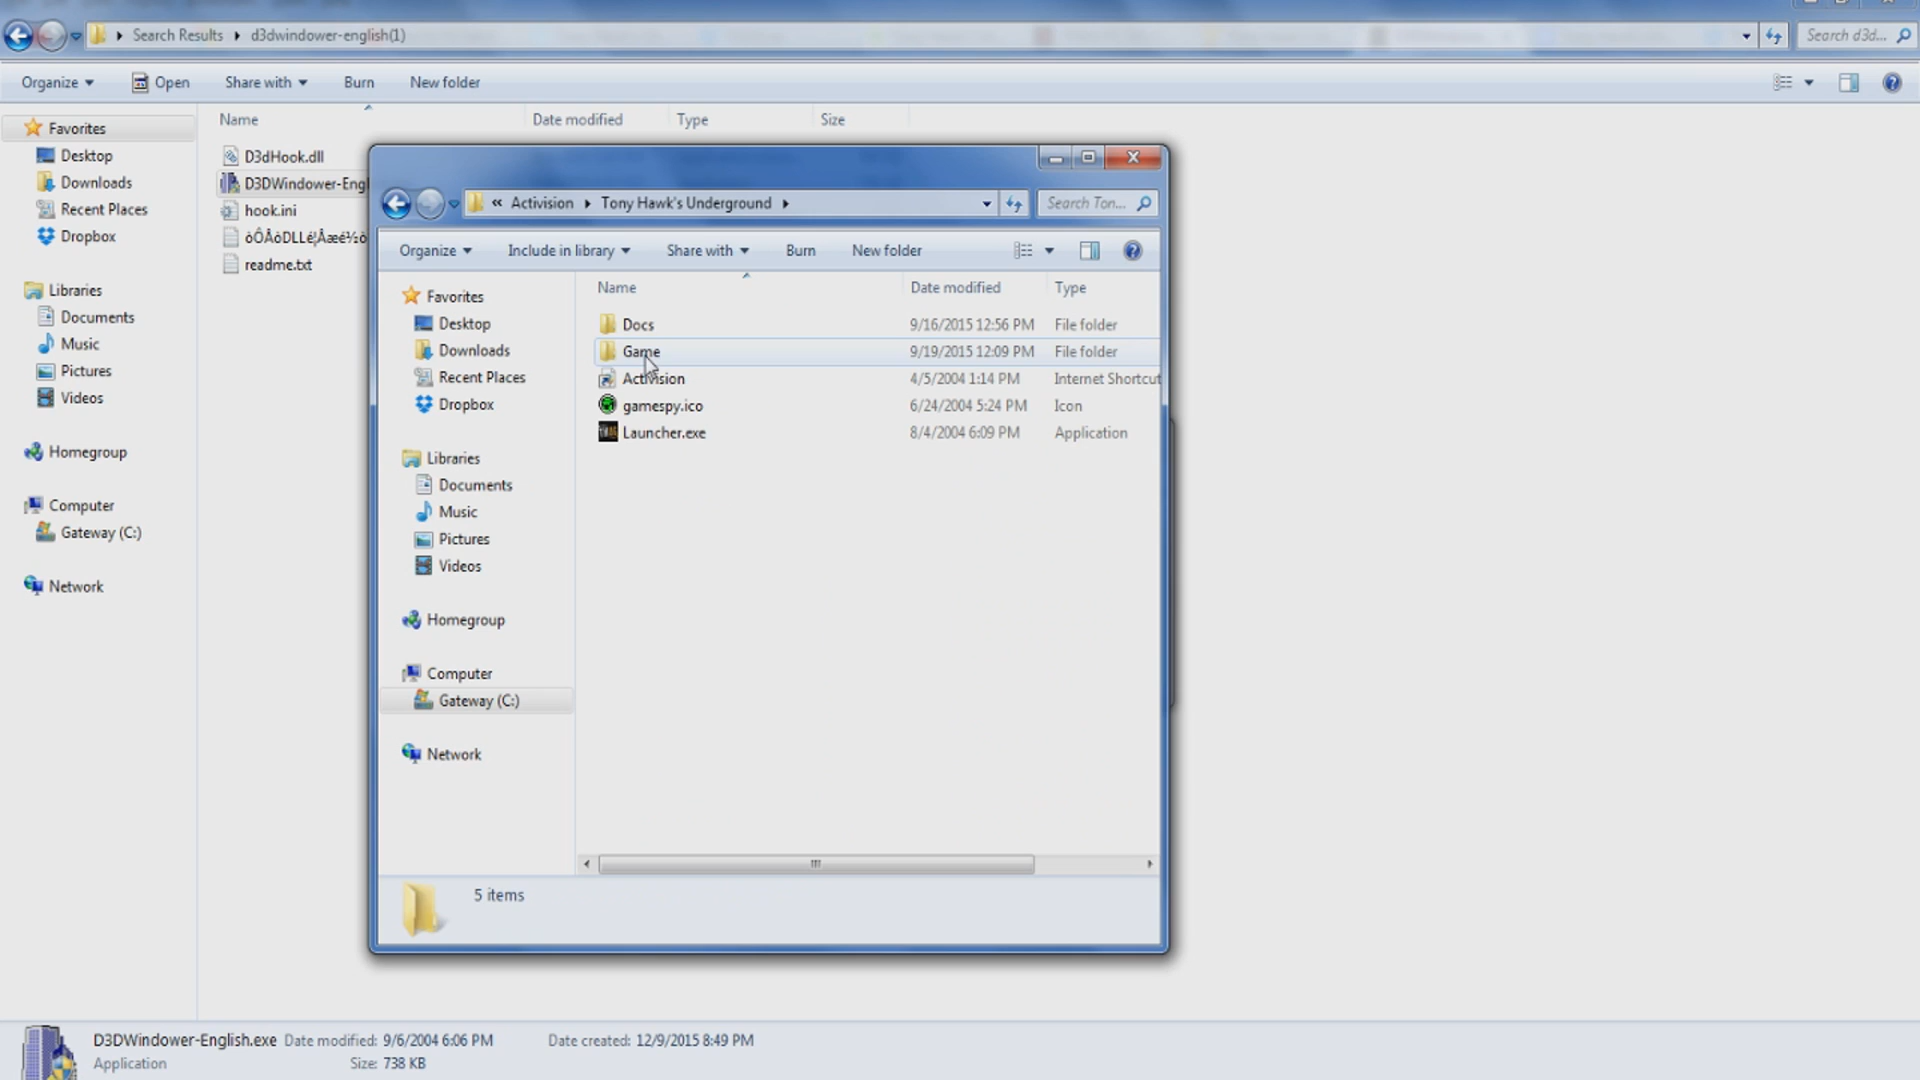 Search Results d3dwindower-english(1)
Search d3d...
Organize Open Share with Burn New folder
Name Date modified Type Size
Favorites
Desktop
Downloads
Recent Places
Dropbox
Libraries
Documents
Music
Pictures
Videos
Homegroup
Computer
Gateway (C:)
Network
D3dHook.dll
D3DWindower-Engl
hook.ini
readme.txt
« Activision Tony Hawk's Underground
Search Ton...
Organize Include in library Share with Burn New folder
Name Date modified Type
Favorites
Desktop
Downloads
Recent Places
Dropbox
Libraries
Documents
Music
Pictures
Videos
Homegroup
Computer
Gateway (C:)
Network
Docs 9/16/2015 12:56 PM File folder
Game 9/19/2015 12:09 PM File folder
Activision 4/5/2004 1:14 PM Internet Shortcut
gamespy.ico 6/24/2004 5:24 PM Icon
Launcher.exe 8/4/2004 6:09 PM Application
5 items
D3DWindower-English.exe Date modified: 9/6/2004 6:06 PM Date created: 12/9/2015 8:49 PM
Application Size: 738 KB